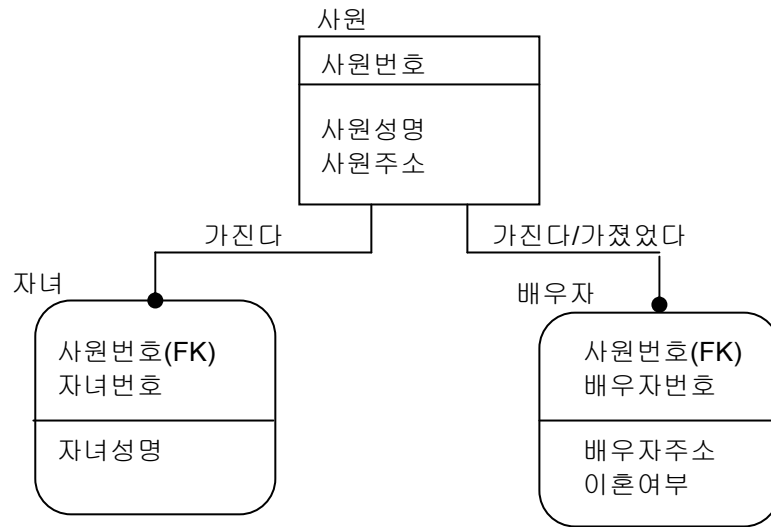 사원
사원번호
사원성명
사원주소
가진다
가진다/가졌었다
자녀
사원번호(FK)
자녀번호
자녀성명
배우자
사원번호(FK)
배우자번호
배우자주소
이혼여부